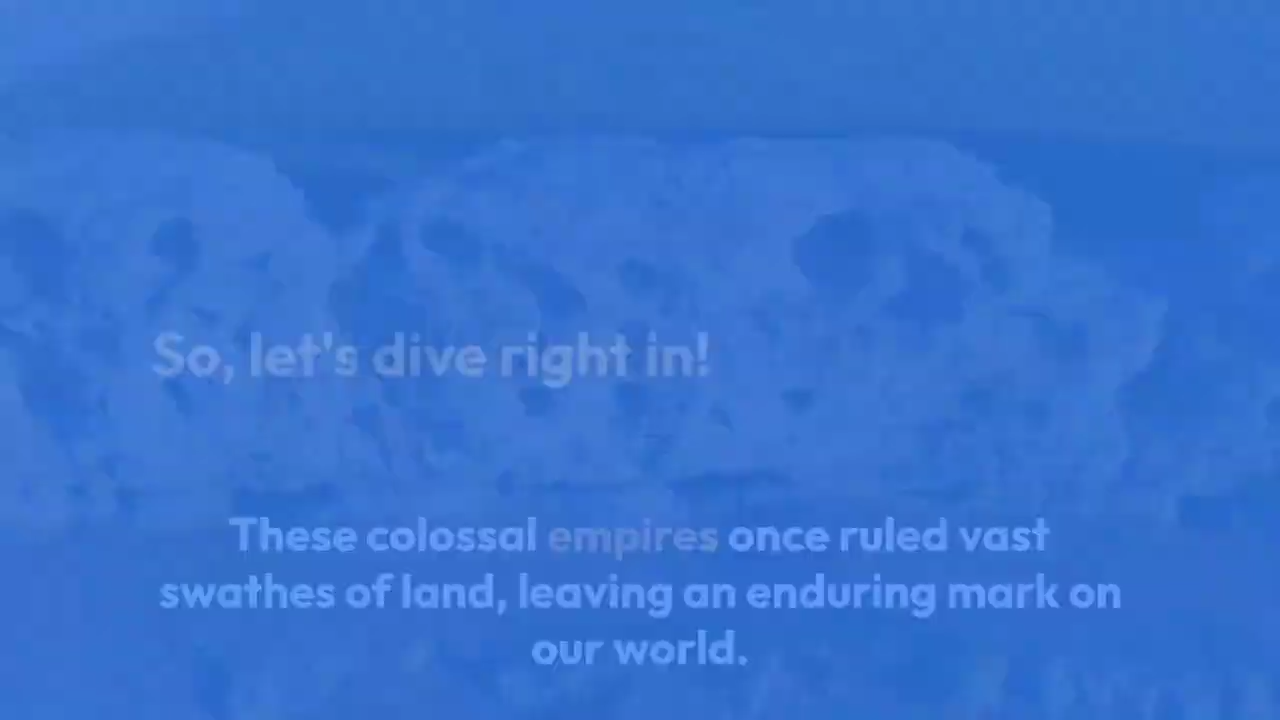 So, let's dive right in!
These colossal empires once ruled vast
swathes of land, leaving an enduring mark on
our world.